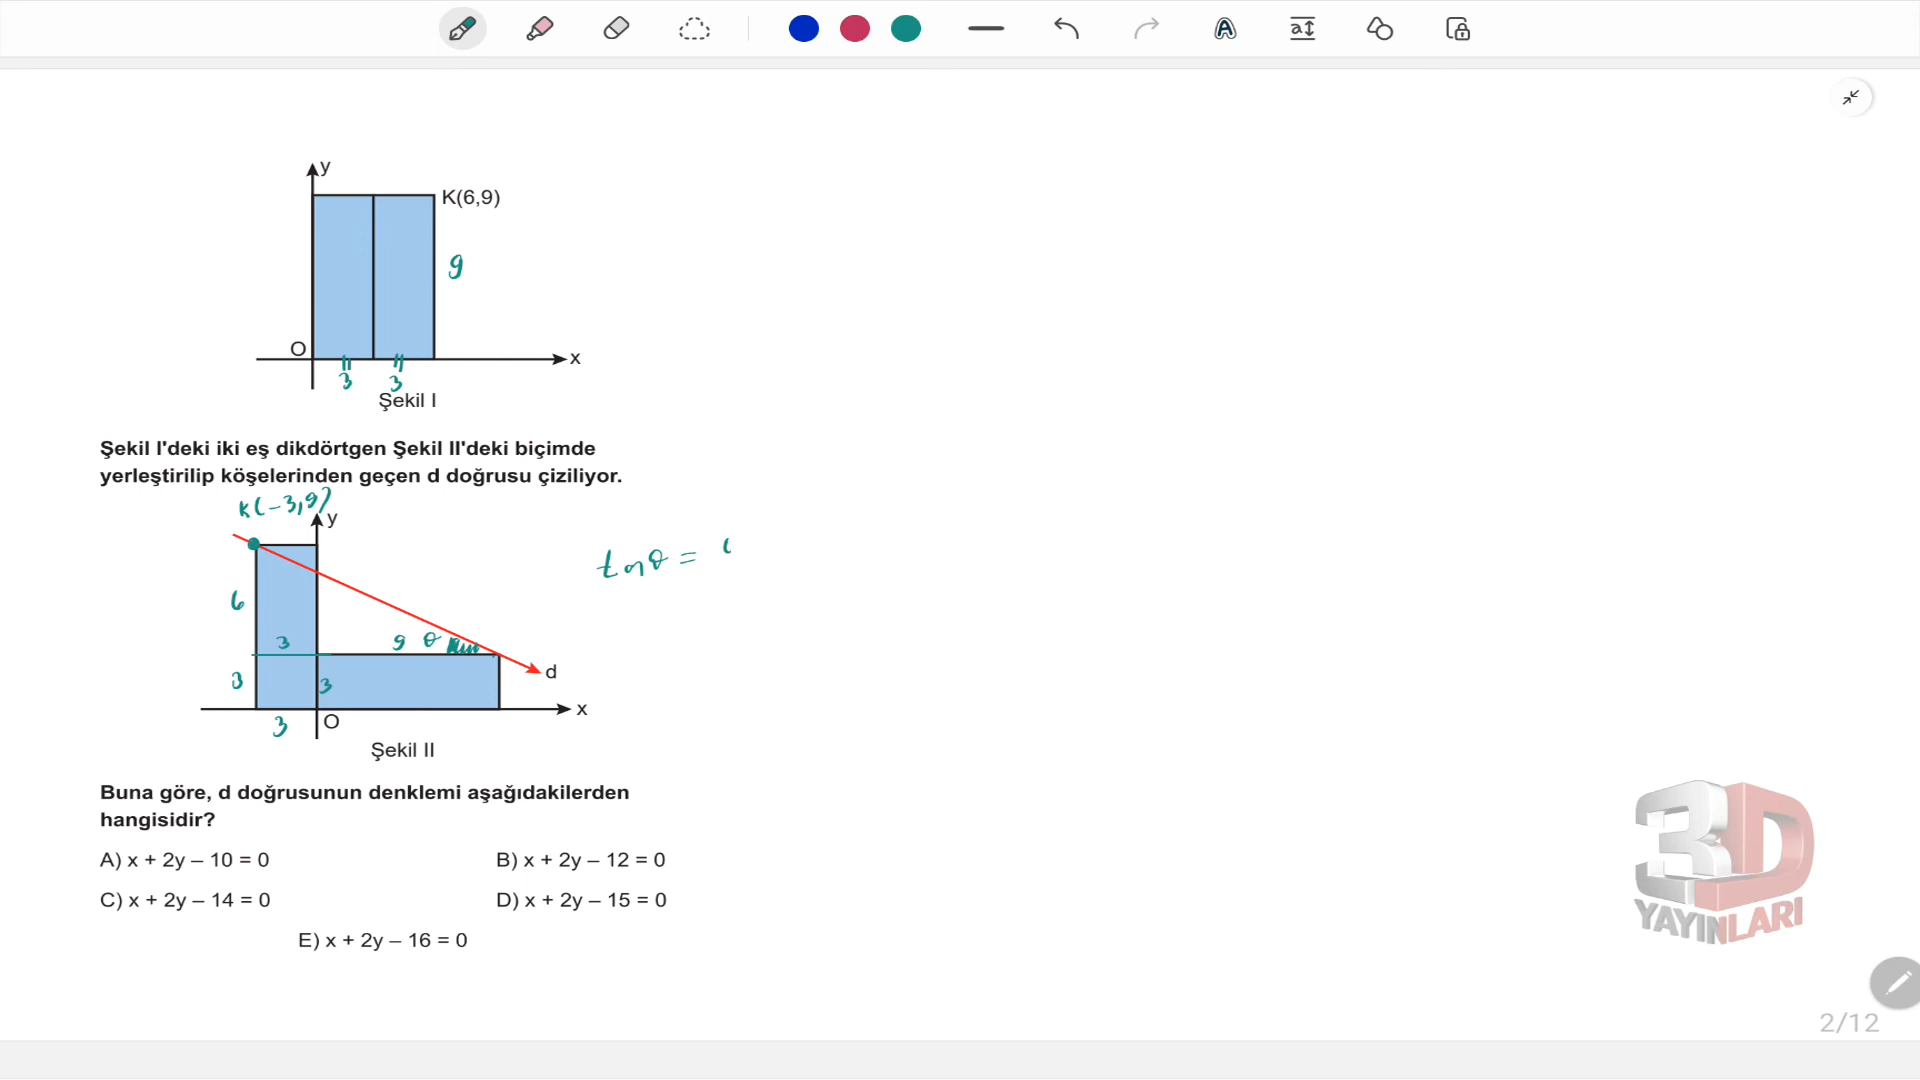 y
K(6,9)
9
O
x
3 3
Şekil I
Şekil I'deki iki eş dikdörtgen Şekil II'deki biçimde
yerleştirilip köşelerinden geçen d doğrusu çiziliyor.
K(-3,9)
y
tanθ =
6
3 9 θ
d
3 3
x
3 O
Şekil II
Buna göre, d doğrusunun denklemi aşağıdakilerden
hangisidir?
A) x + 2y – 10 = 0 B) x + 2y – 12 = 0
C) x + 2y – 14 = 0 D) x + 2y – 15 = 0
E) x + 2y – 16 = 0
3D
YAYINLARI
2/12